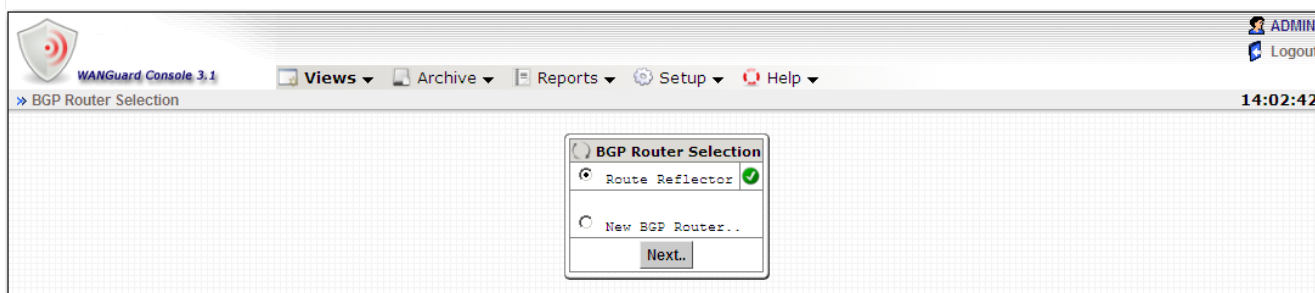 ADMIN
Logout
WANGuard Console 3.1
Views Archive Reports Setup Help
» BGP Router Selection 14:02:42
BGP Router Selection
Route Reflector
New BGP Router..
Next..